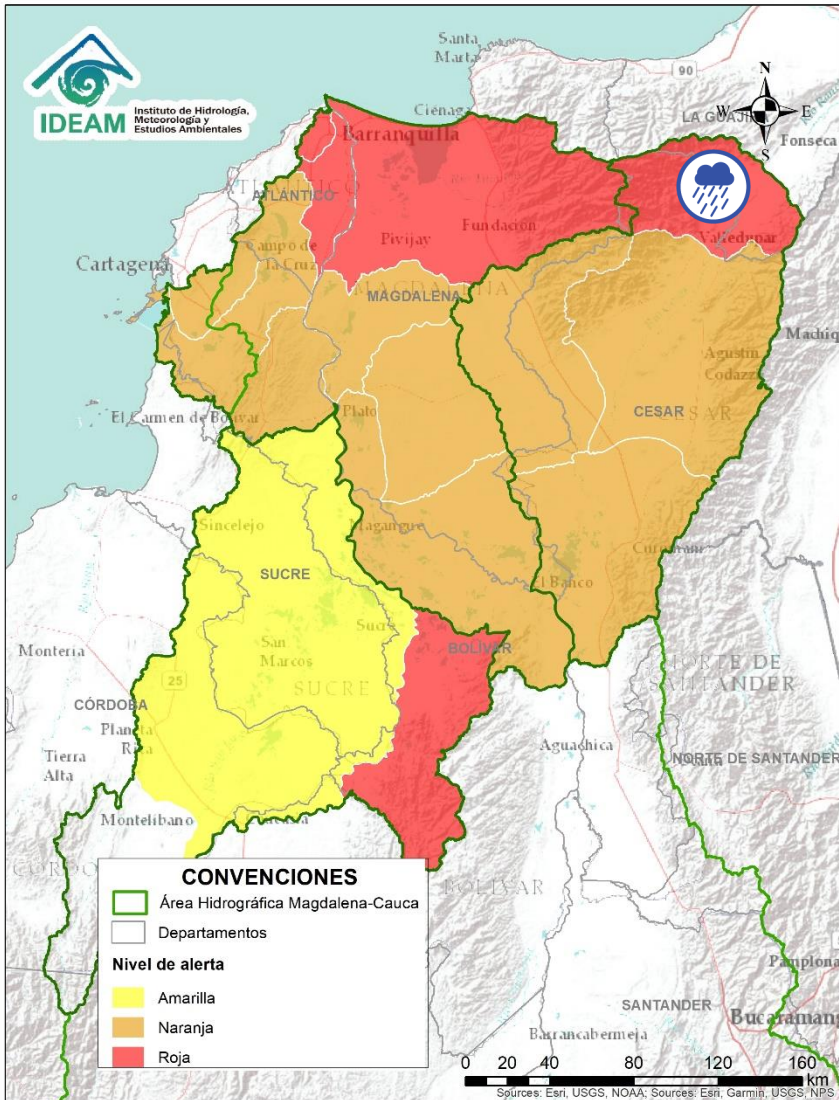 IDEAM
Instituto de Hidrología,
Meteorología y
Estudios Ambientales
Santa
Marta
90
N
W
E
S
LA GUAJIRA
Fonseca
Ciénaga
Barranquilla
ATLÁNTICO
Fundación
Pivijay
Valledupar
Campo de
la Cruz
Cartagena
MAGDALENA
MAGDALENA
Agustín
Codazzi
CESAR
CESAR
El Carmen de Bolívar
Plato
Sincelejo
Magangué
SUCRE
El Banco
Sucre
San
Marcos
SUCRE
BOLÍVAR
Montería
25
CÓRDOBA
Planeta
Rica
Tierra
Alta
NORTE DE
SANTANDER
NORTE DE SANTANDER
Aguachica
Montelibano
BOLÍVAR
Pamplona
SANTANDER
Barrancabermeja
CONVENCIONES
Área Hidrográfica Magdalena-Cauca
Departamentos
Nivel de alerta
Amarilla
Naranja
Roja
0 20 40 80 120 160
km
Sources: Esri, USGS, NOAA; Sources: Esri, Garmin, USGS, NPS